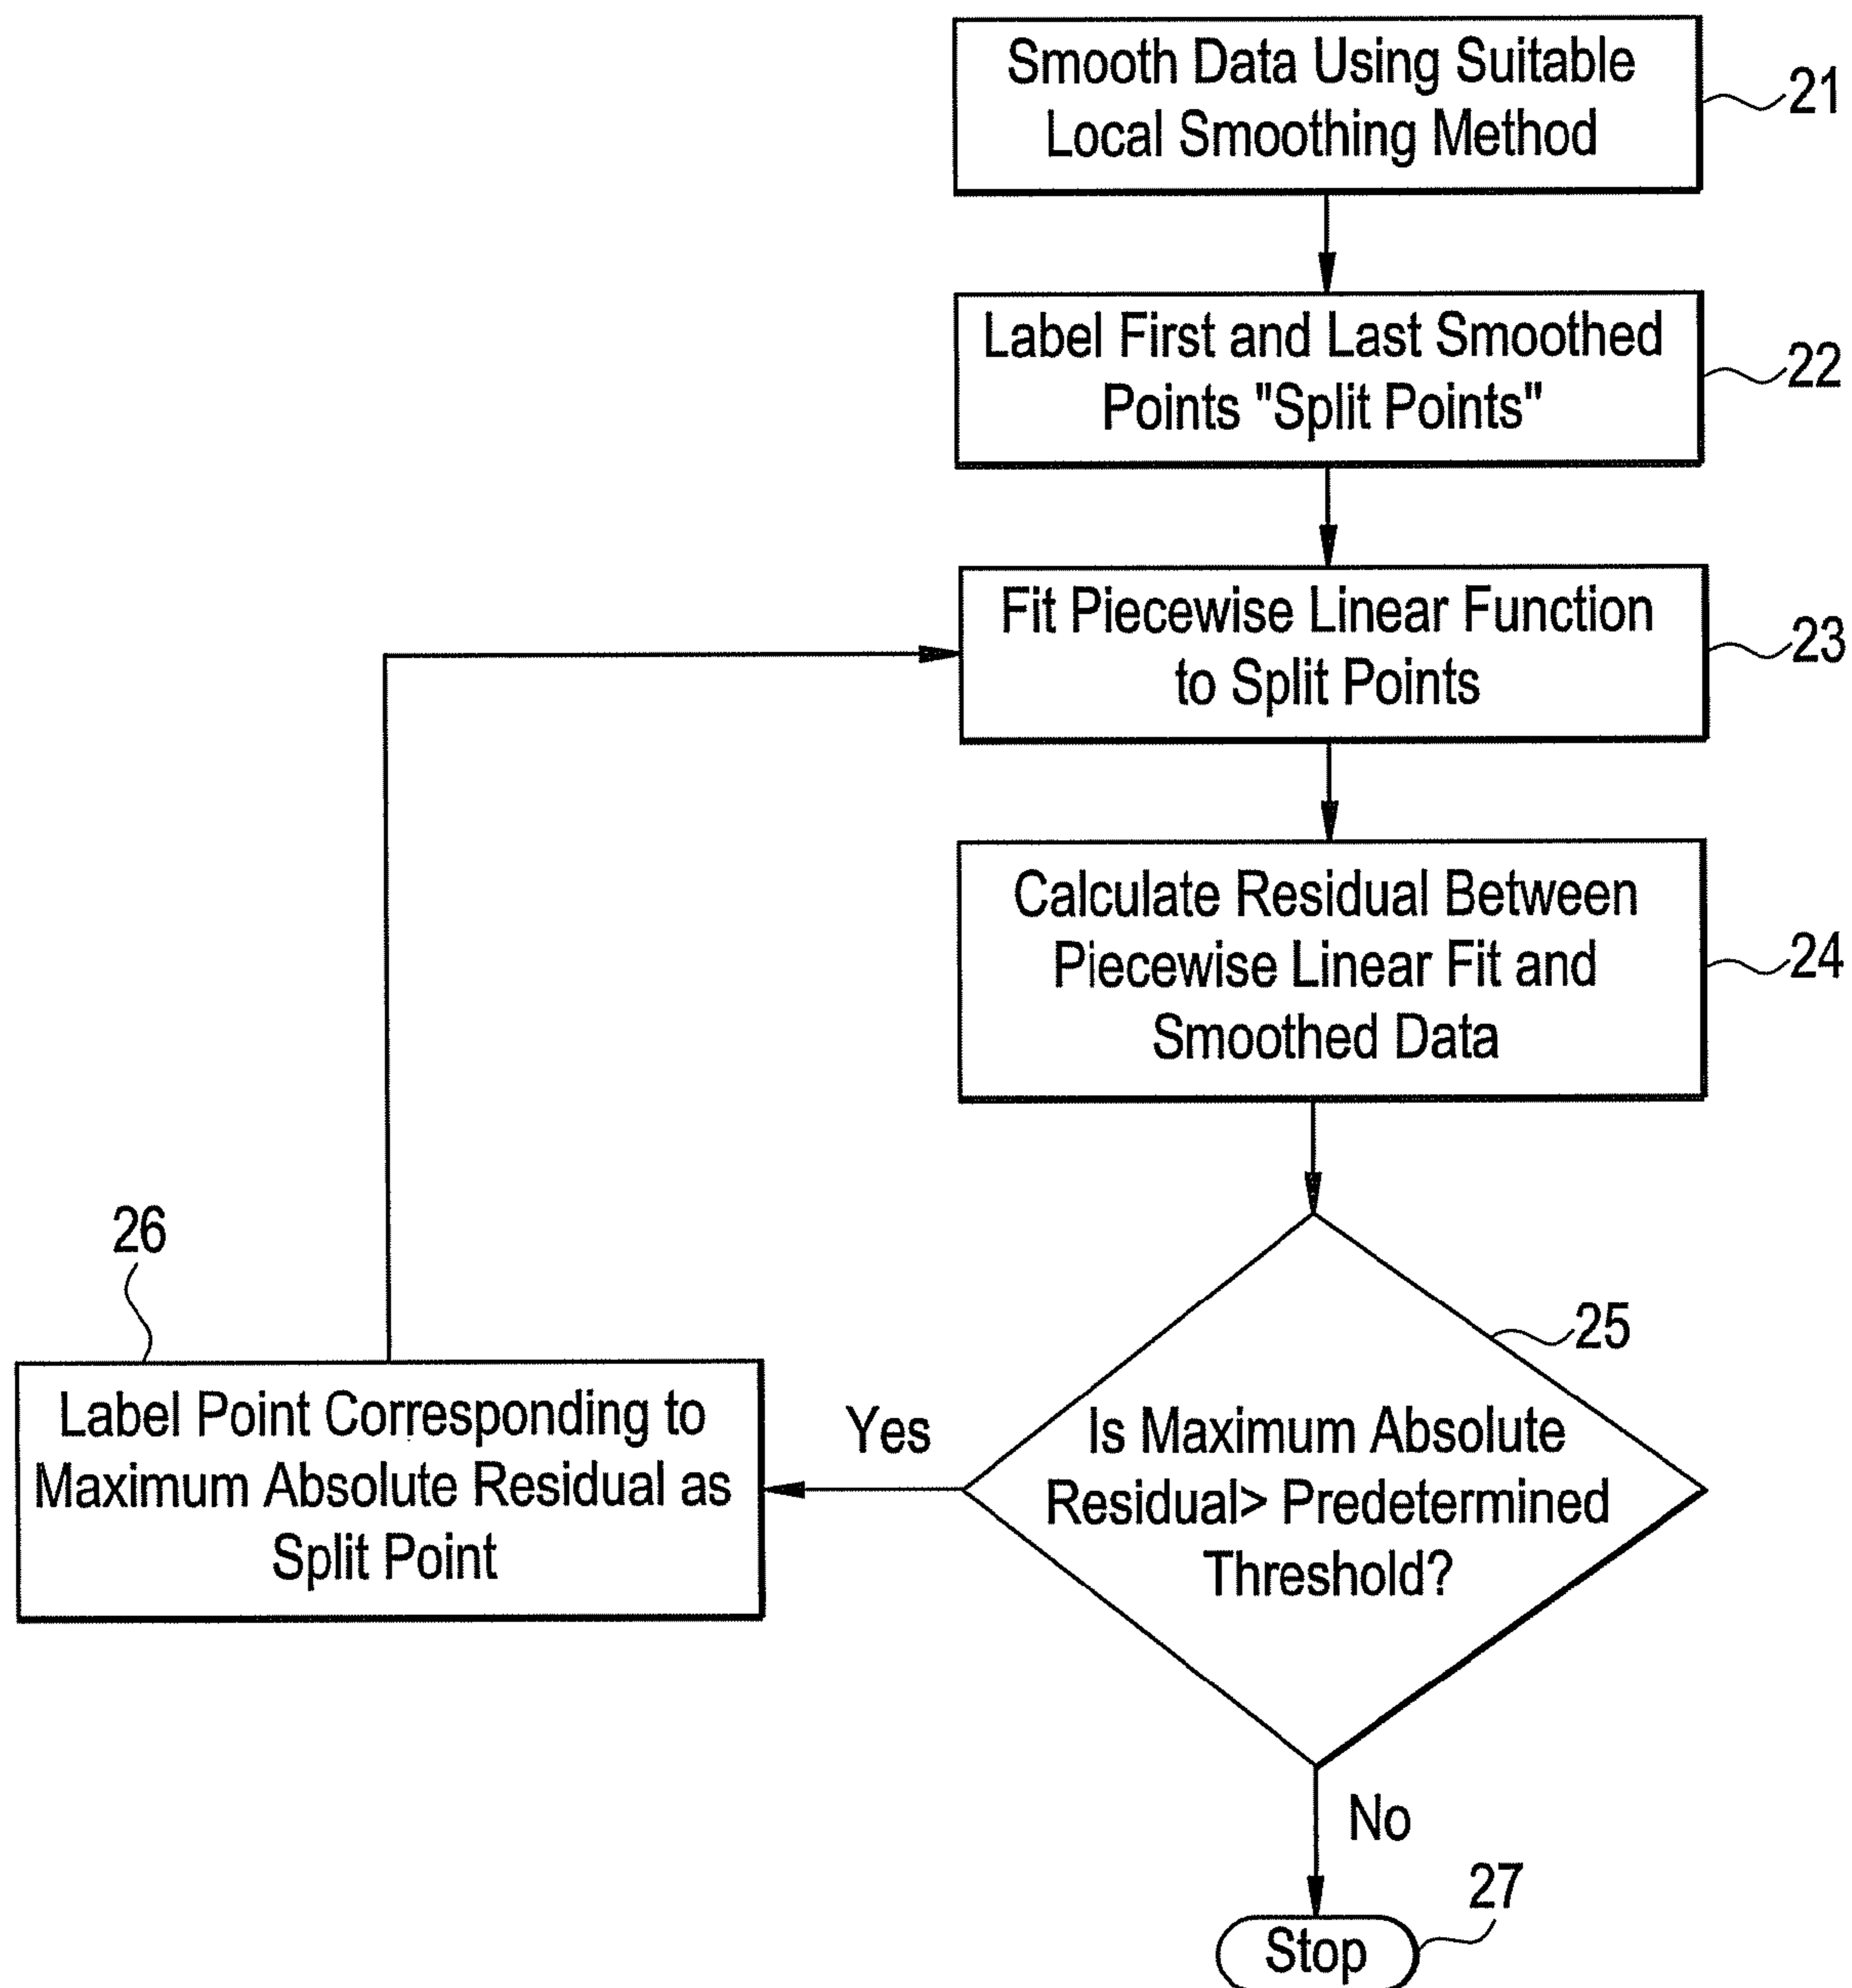 Smooth Data Using Suitable
Local Smoothing Method
21
Label First and Last Smoothed
Points "Split Points"
22
Fit Piecewise Linear Function
to Split Points
23
Calculate Residual Between
Piecewise Linear Fit and
Smoothed Data
24
25
Is Maximum Absolute
Residual> Predetermined
Threshold?
Yes
26
Label Point Corresponding to
Maximum Absolute Residual as
Split Point
No
27
Stop